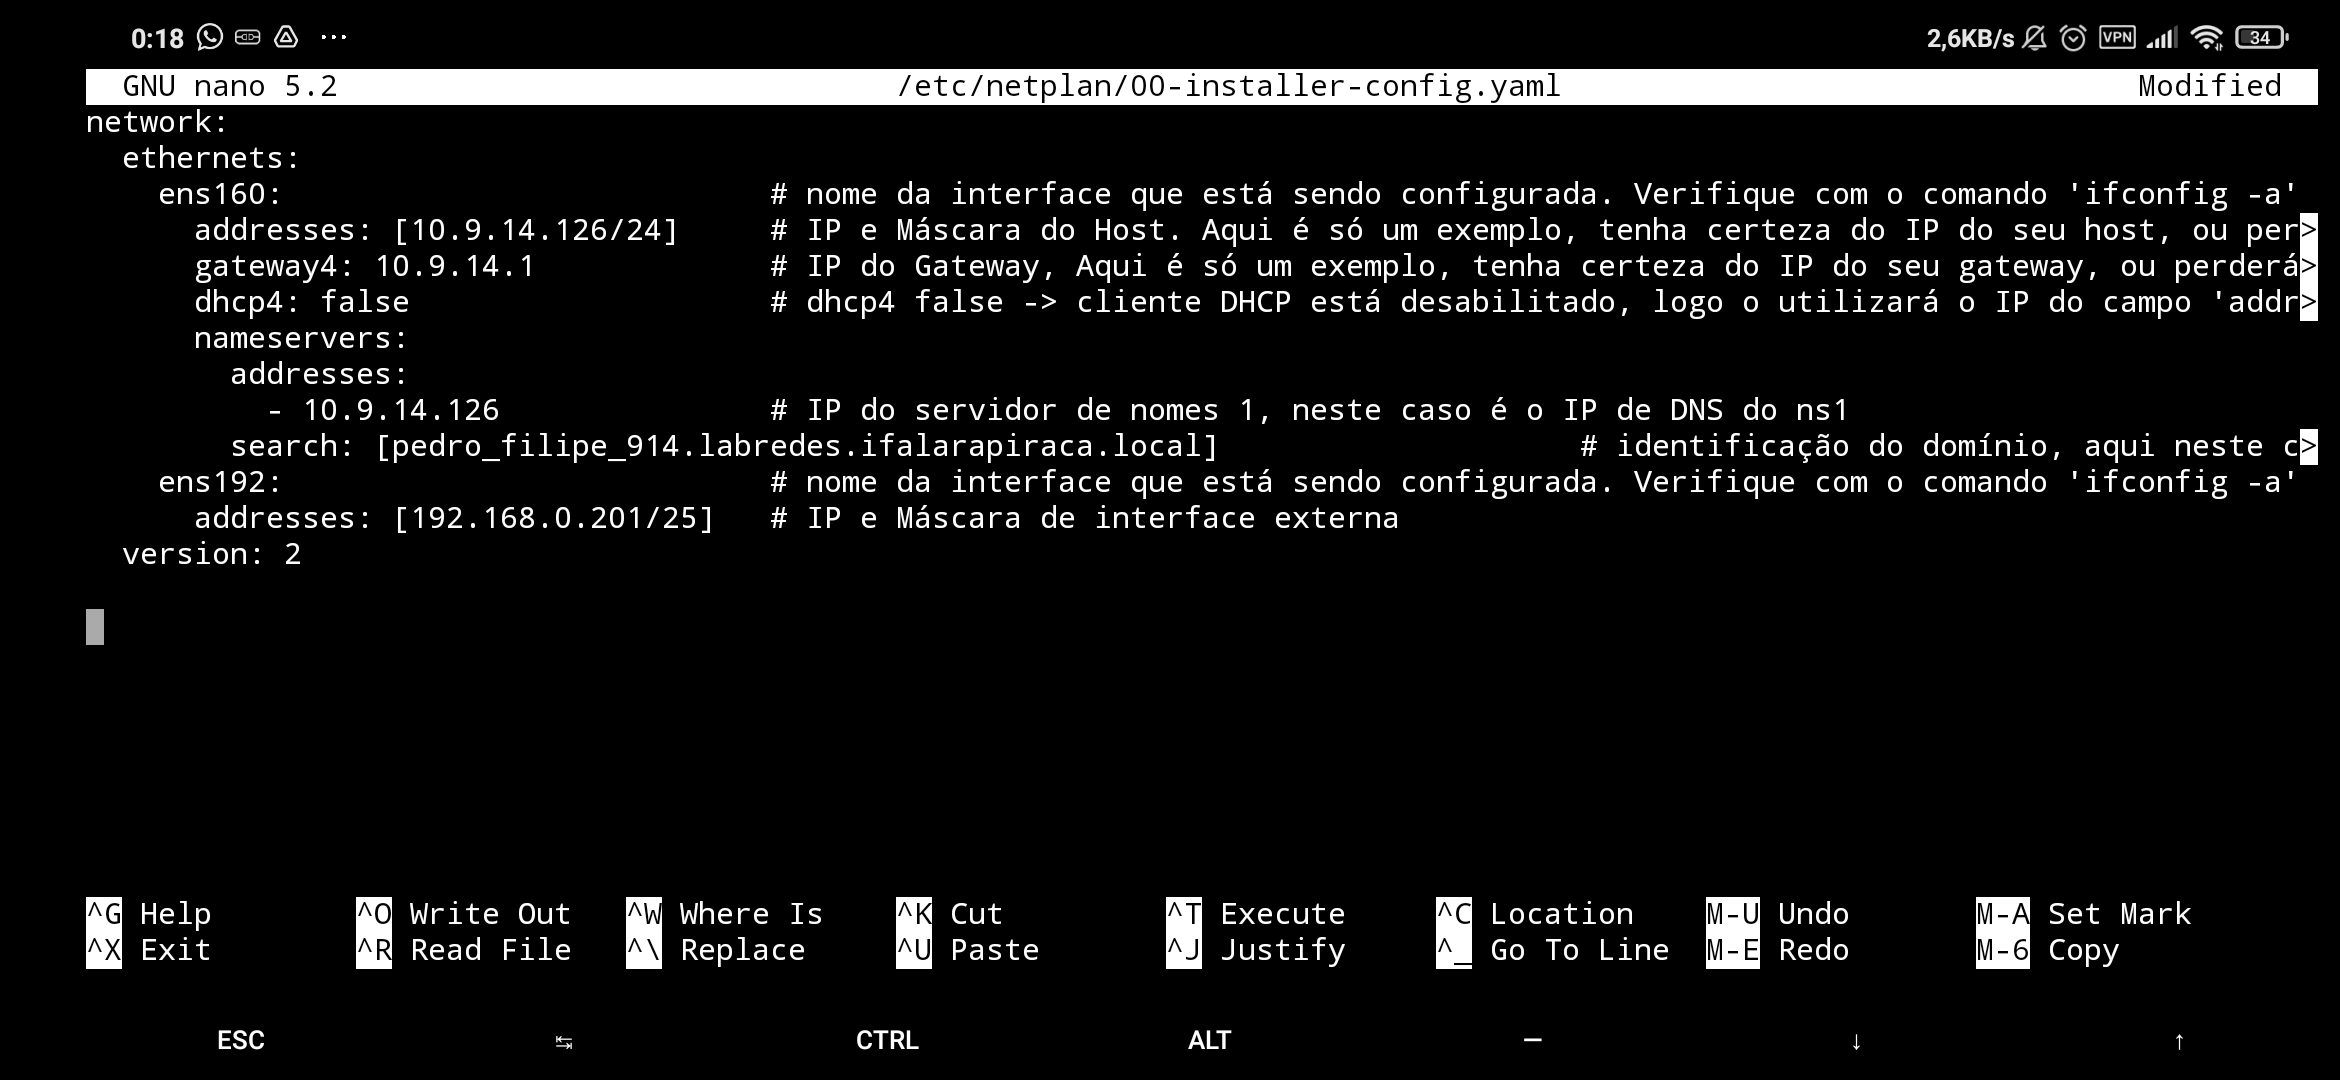 0:18 ... 2,6KB/s VPN 34
GNU nano 5.2 /etc/netplan/00-installer-config.yaml Modified
network:
  ethernets:
    ens160:                           # nome da interface que está sendo configurada. Verifique com o comando 'ifconfig -a'
      addresses: [10.9.14.126/24]     # IP e Máscara do Host. Aqui é só um exemplo, tenha certeza do IP do seu host, ou per>
      gateway4: 10.9.14.1             # IP do Gateway, Aqui é só um exemplo, tenha certeza do IP do seu gateway, ou perderá>
      dhcp4: false                    # dhcp4 false -> cliente DHCP está desabilitado, logo o utilizará o IP do campo 'addr>
      nameservers:
        addresses:
          - 10.9.14.126               # IP do servidor de nomes 1, neste caso é o IP de DNS do ns1
        search: [pedro_filipe_914.labredes.ifalarapiraca.local]                    # identificação do domínio, aqui neste c>
    ens192:                           # nome da interface que está sendo configurada. Verifique com o comando 'ifconfig -a'
      addresses: [192.168.0.201/25]   # IP e Máscara de interface externa
  version: 2
^G Help ^O Write Out ^W Where Is ^K Cut ^T Execute ^C Location M-U Undo M-A Set Mark
^X Exit ^R Read File ^\ Replace ^U Paste ^J Justify ^_ Go To Line M-E Redo M-6 Copy
ESC ↹ CTRL ALT — ↓ ↑